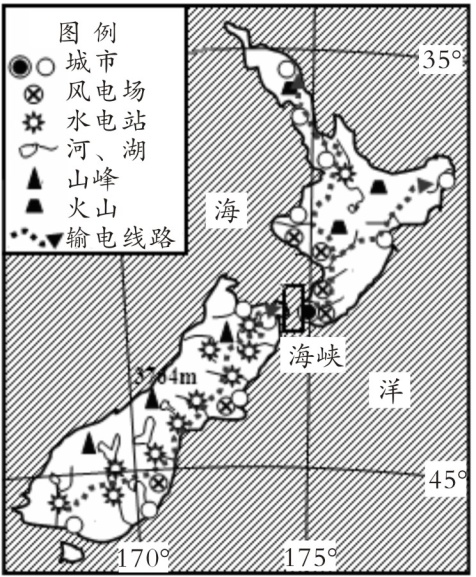 图 例
城市
风电场
水电站
河、湖
山峰
火山
输电线路
35°
海
海峡
3764m
洋
45°
170°
175°